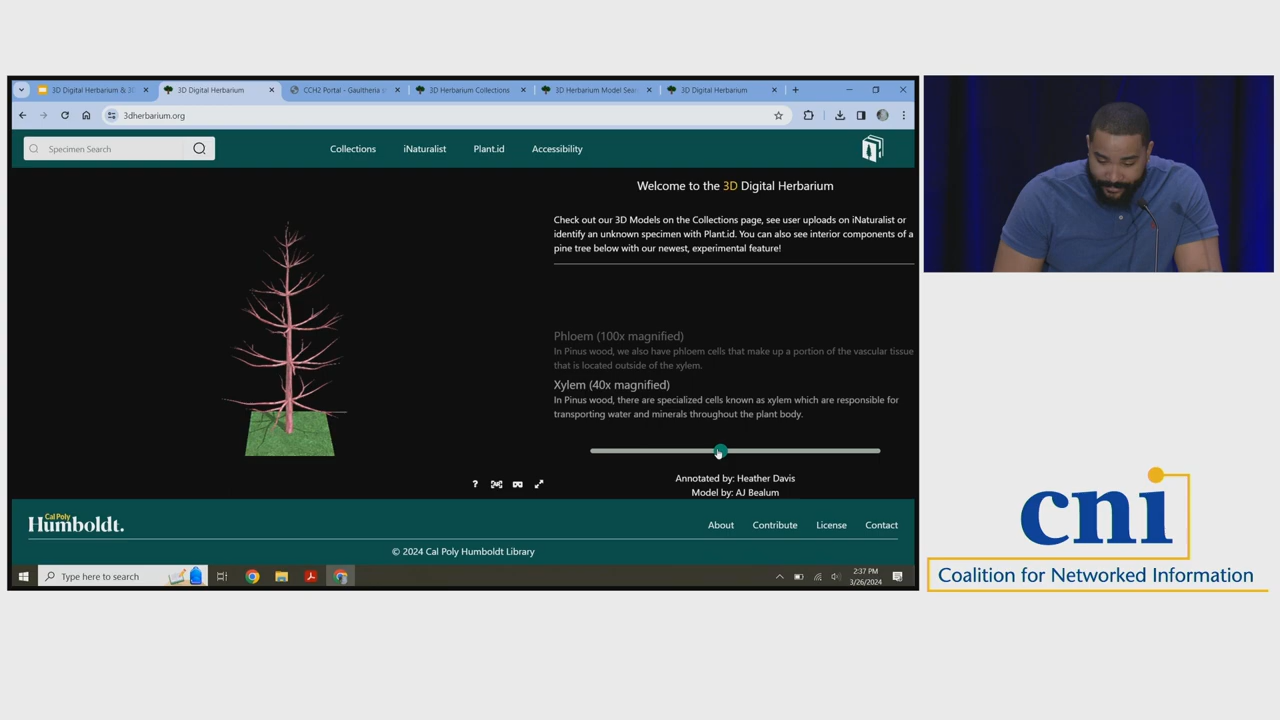 3D Digital Herbarium & 3D
3D Digital Herbarium
CCH2 Portal - Gaultheria s
3D Herbarium Collections
3D Herbarium Model Sear
3D Digital Herbarium
3dherbarium.org
Specimen Search
Collections
iNaturalist
Plant.id
Accessibility
Welcome to the 3D Digital Herbarium
Check out our 3D Models on the Collections page, see user uploads on iNaturalist or
identify an unknown specimen with Plant.id. You can also see interior components of a
pine tree below with our newest, experimental feature!
Phloem (100x magnified)
In Pinus wood, we also have phloem cells that make up a portion of the vascular tissue
that is located outside of the xylem.
Xylem (40x magnified)
In Pinus wood, there are specialized cells known as xylem which are responsible for
transporting water and minerals throughout the plant body.
?
Annotated by: Heather Davis
Model by: AJ Bealum
Cal Poly
Humboldt.
About
Contribute
License
Contact
© 2024 Cal Poly Humboldt Library
Type here to search
2:37 PM
3/26/2024
cni
Coalition for Networked Information